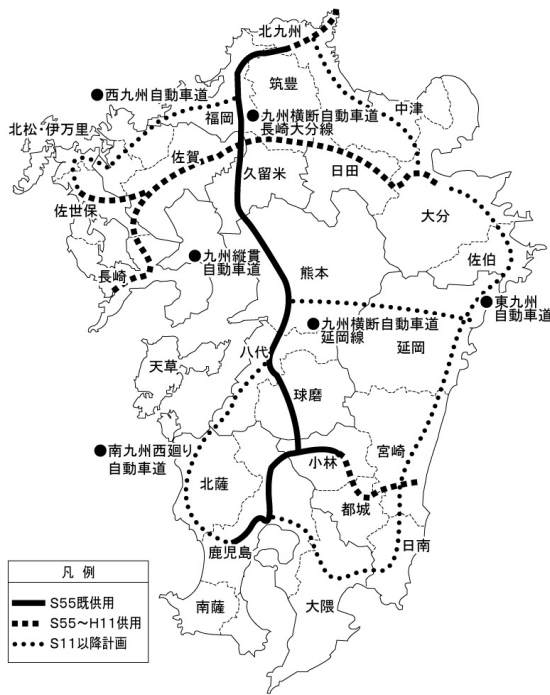 北九州
筑豊
●西九州自動車道
中津
福岡
●九州横断自動車道
長崎大分線
北松・伊万里
佐賀
久留米
日田
佐世保
大分
佐伯
●九州縦貫
自動車道
熊本
長崎
●東九州
自動車道
●九州横断自動車道
延岡線
延岡
八代
天草
球磨
●南九州西廻り
自動車道
小林
宮崎
北薩
都城
鹿児島
日南
南薩
大隈
凡 例
S55既供用
S55～H11供用
S11以降計画